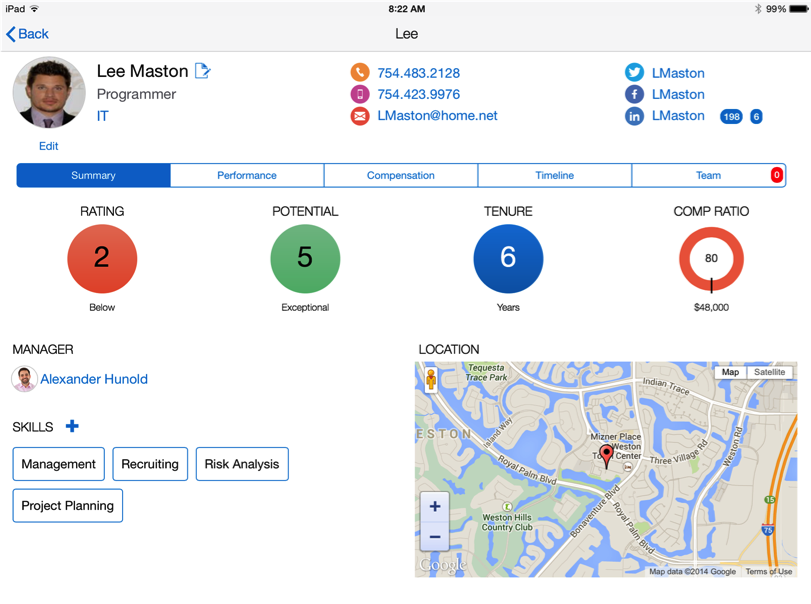 iPad 8:22 AM 99%
Back Lee
Lee Maston
Programmer
IT
Edit
754.483.2128
754.423.9976
LMaston@home.net
LMaston
LMaston
LMaston 198 6
Summary Performance Compensation Timeline Team 0
RATING POTENTIAL TENURE COMP RATIO
2 5 6 80
Below Exceptional Years $48,000
MANAGER
Alexander Hunold
SKILLS
Management Recruiting Risk Analysis
Project Planning
LOCATION
Map Satellite
Tequesta
Trace Park
Indian Trace
ESTON
Island Way
Mizner Place
Weston
Center
Three Village Rd
Weston Rd
Royal Palm Blvd
Bonaventure Blvd
Royal Palm Blvd
Weston Hills
Country Club
15
75
Google
Map data ©2014 Google Terms of Use